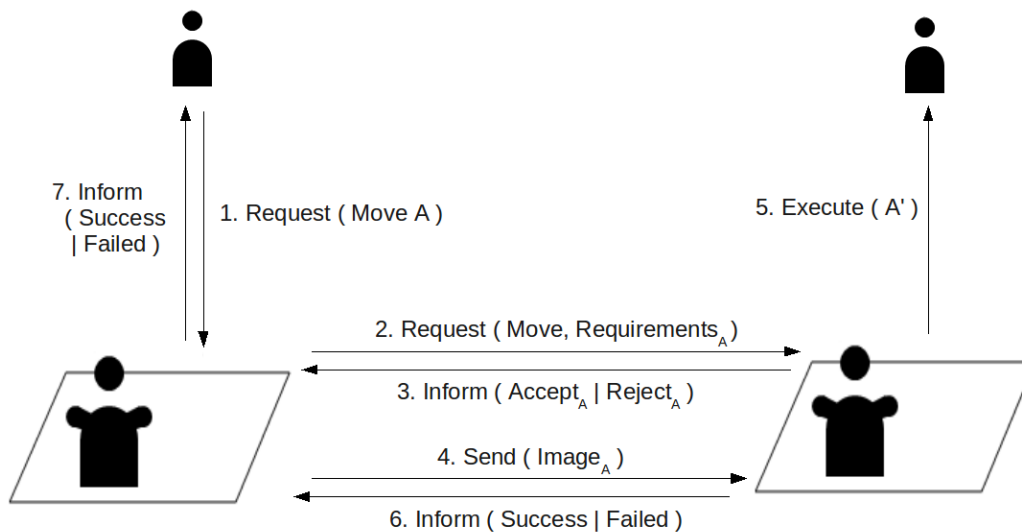 7. Inform
( Success
| Failed )
1. Request ( Move A )
5. Execute ( A' )
2. Request ( Move, Requirements_A )
3. Inform ( Accept_A | Reject_A )
4. Send ( Image_A )
6. Inform ( Success | Failed )